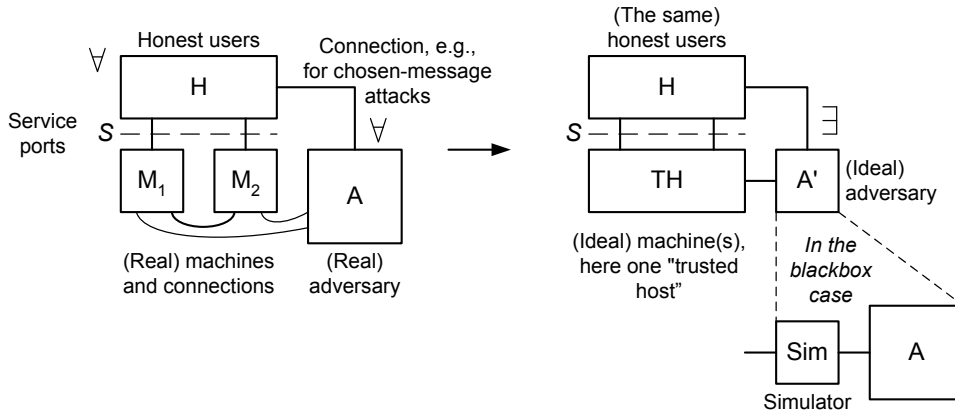 Honest users
∀
H
Connection, e.g.,
for chosen-message
attacks
∀
Service
ports
S
M1
M2
A
(Real) machines
and connections
(Real)
adversary
(The same)
honest users
H
∃
S
TH
A'
(Ideal)
adversary
(Ideal) machine(s),
here one "trusted
host”
In the
blackbox
case
Sim
A
Simulator